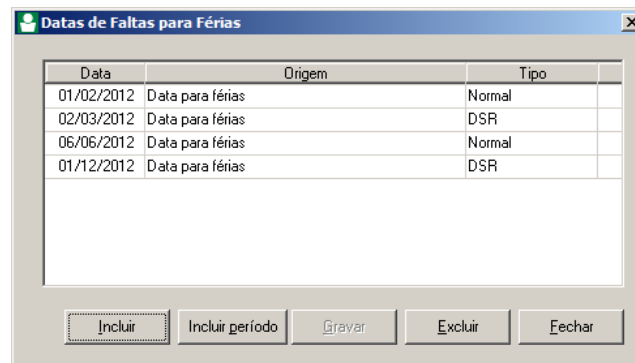 Datas de Faltas para Férias
Data Origem Tipo
01/02/2012 Data para férias Normal
02/03/2012 Data para férias DSR
06/06/2012 Data para férias Normal
01/12/2012 Data para férias DSR
Incluir Incluir período Gravar Excluir Fechar